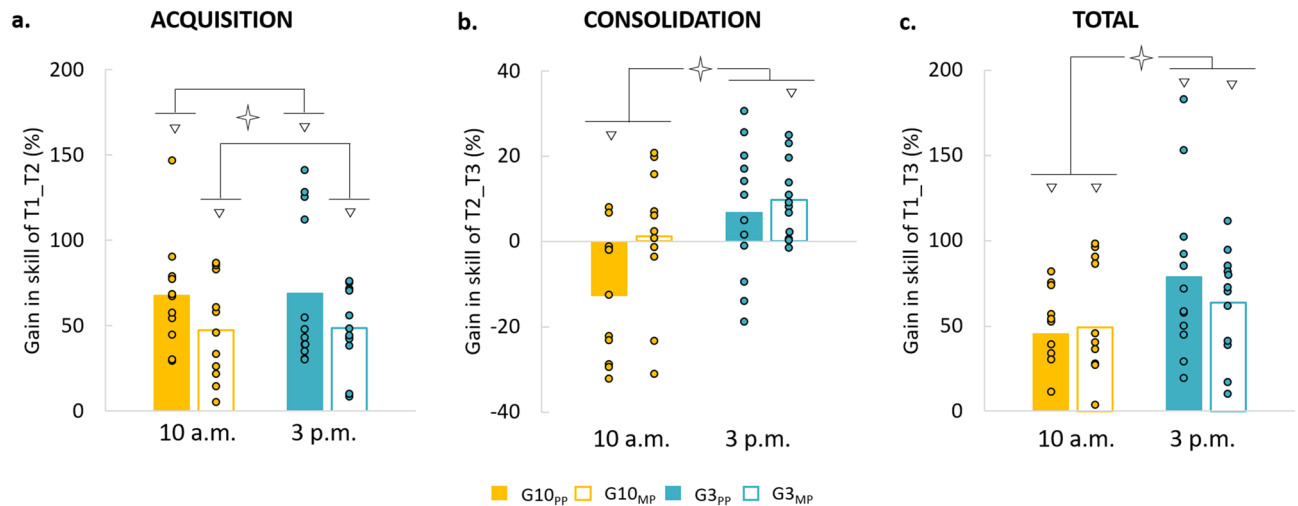 a.
ACQUISITION
Gain in skill of T1_T2 (%)
200
150
100
50
0
10 a.m.
3 p.m.
b.
CONSOLIDATION
Gain in skill of T2_T3 (%)
40
20
0
-20
-40
10 a.m.
3 p.m.
c.
TOTAL
Gain in skill of T1_T3 (%)
200
150
100
50
0
10 a.m.
3 p.m.
G10PP G10MP G3PP G3MP